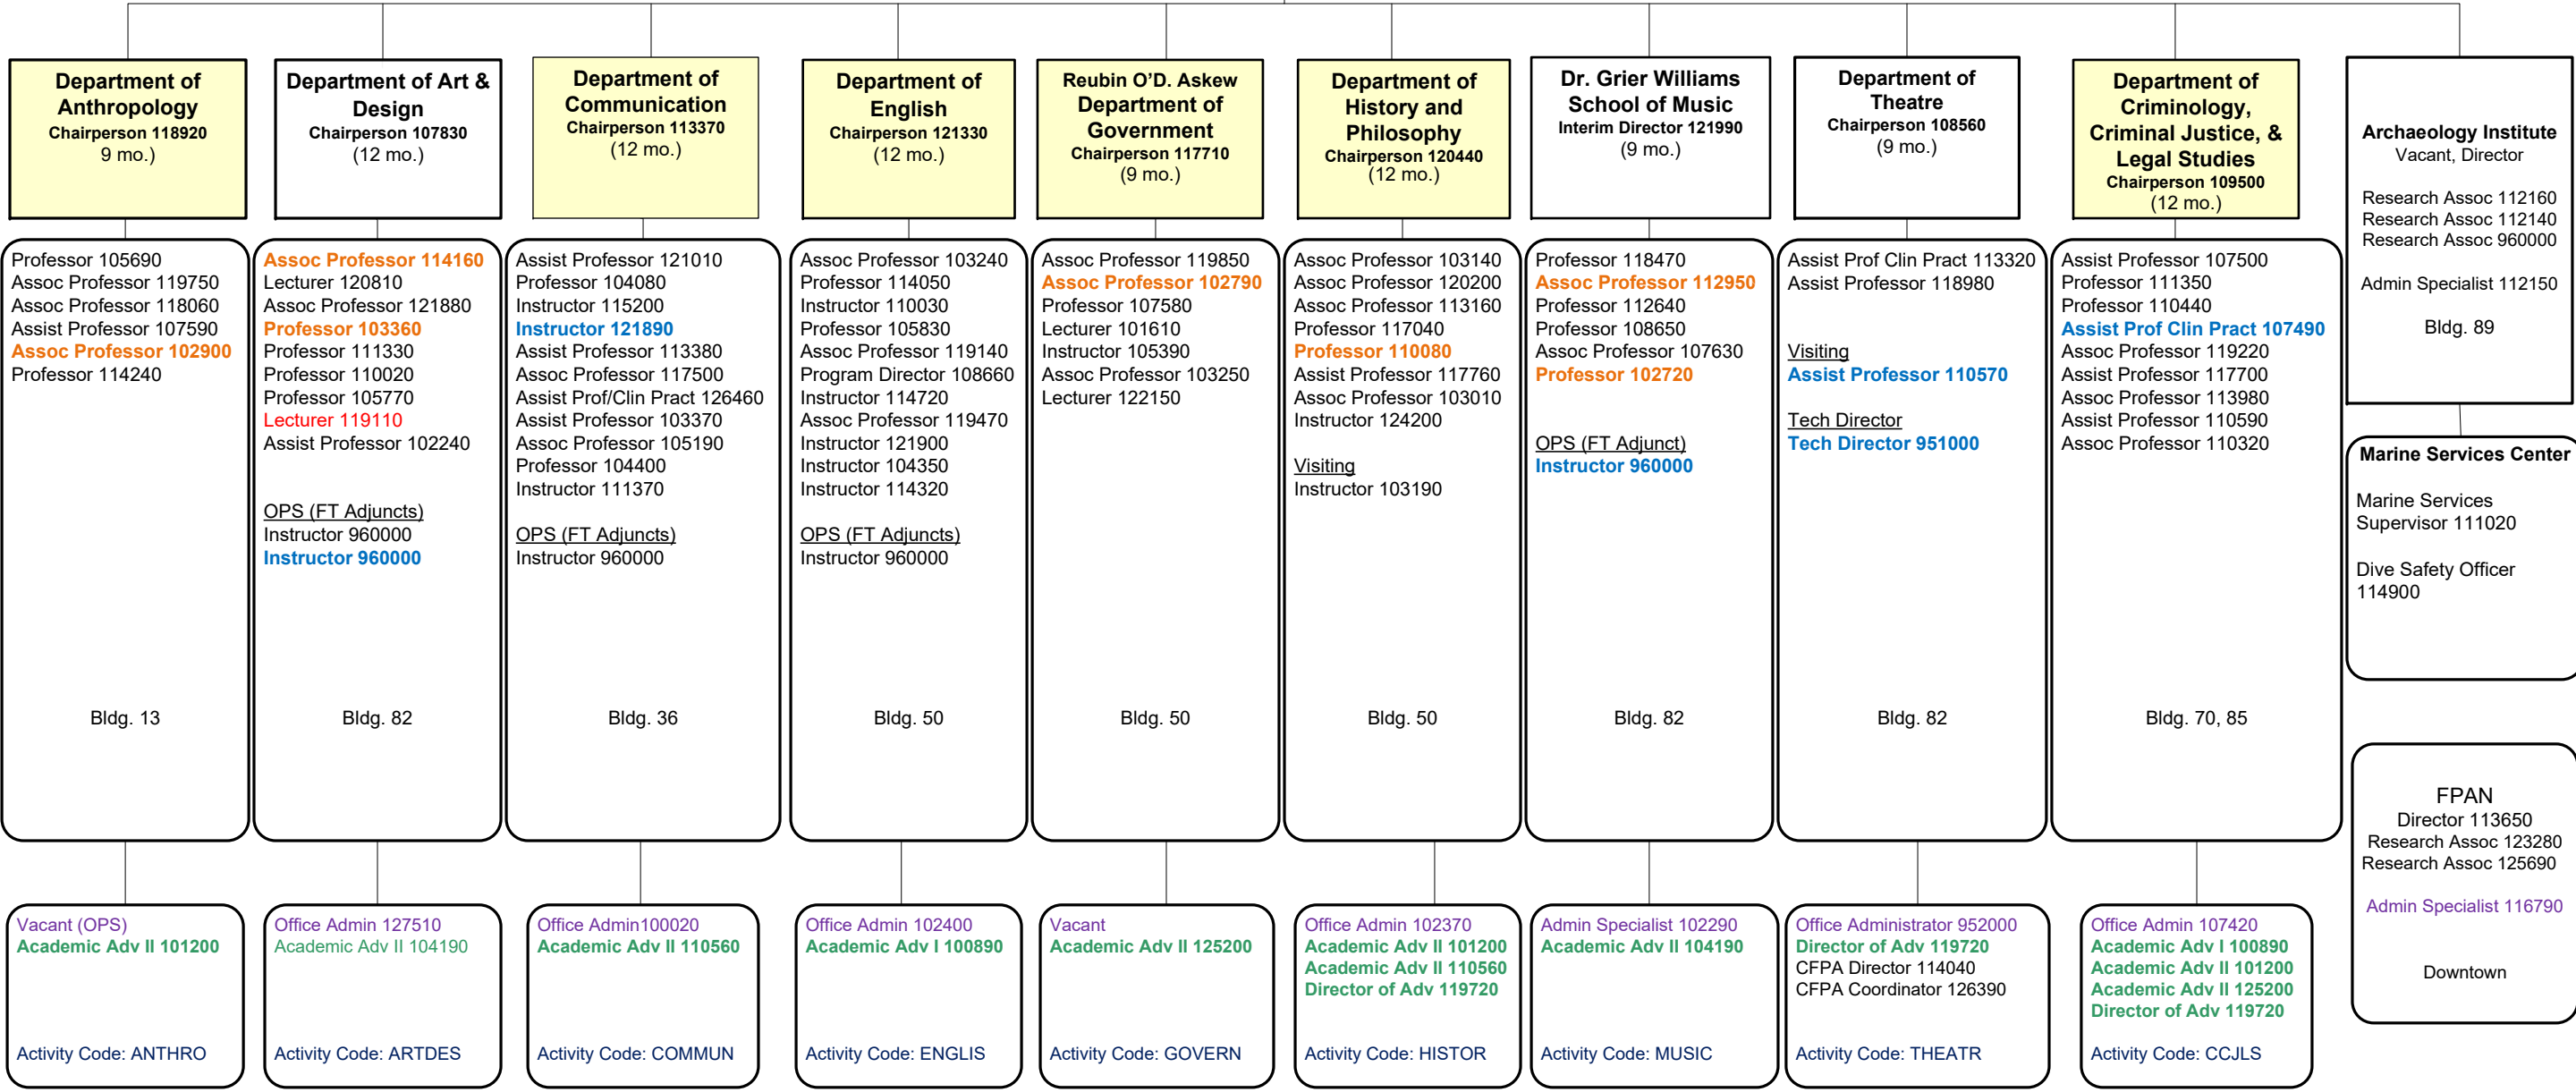 Department of
Anthropology
Chairperson 118920
9 mo.)
Department of Art &
Design
Chairperson 107830
(12 mo.)
Department of
Communication
Chairperson 113370
(12 mo.)
Department of
English
Chairperson 121330
(12 mo.)
Reubin O’D. Askew
Department of
Government
Chairperson 117710
(9 mo.)
Department of
History and
Philosophy
Chairperson 120440
(12 mo.)
Dr. Grier Williams
School of Music
Interim Director 121990
(9 mo.)
Department of
Theatre
Chairperson 108560
(9 mo.)
Department of
Criminology,
Criminal Justice, &
Legal Studies
Chairperson 109500
(12 mo.)
Archaeology Institute
Vacant, Director
Research Assoc 112160
Research Assoc 112140
Research Assoc 960000
Admin Specialist 112150
Bldg. 89
Professor 105690
Assoc Professor 119750
Assoc Professor 118060
Assist Professor 107590
Assoc Professor 102900
Professor 114240
Bldg. 13
Assoc Professor 114160
Lecturer 120810
Assoc Professor 121880
Professor 103360
Professor 111330
Professor 110020
Professor 105770
Lecturer 119110
Assist Professor 102240
OPS (FT Adjuncts)
Instructor 960000
Instructor 960000
Bldg. 82
Assist Professor 121010
Professor 104080
Instructor 115200
Instructor 121890
Assist Professor 113380
Assoc Professor 117500
Assist Prof/Clin Pract 126460
Assist Professor 103370
Assoc Professor 105190
Professor 104400
Instructor 111370
OPS (FT Adjuncts)
Instructor 960000
Bldg. 36
Assoc Professor 103240
Professor 114050
Instructor 110030
Professor 105830
Assoc Professor 119140
Program Director 108660
Instructor 114720
Assoc Professor 119470
Instructor 121900
Instructor 104350
Instructor 114320
OPS (FT Adjuncts)
Instructor 960000
Bldg. 50
Assoc Professor 119850
Assoc Professor 102790
Professor 107580
Lecturer 101610
Instructor 105390
Assoc Professor 103250
Lecturer 122150
Bldg. 50
Assoc Professor 103140
Assoc Professor 120200
Assoc Professor 113160
Professor 117040
Professor 110080
Assist Professor 117760
Assoc Professor 103010
Instructor 124200
Visiting
Instructor 103190
Bldg. 50
Professor 118470
Assoc Professor 112950
Professor 112640
Professor 108650
Assoc Professor 107630
Professor 102720
OPS (FT Adjunct)
Instructor 960000
Bldg. 82
Assist Prof Clin Pract 113320
Assist Professor 118980
Visiting
Assist Professor 110570
Tech Director
Tech Director 951000
Bldg. 82
Assist Professor 107500
Professor 111350
Professor 110440
Assist Prof Clin Pract 107490
Assoc Professor 119220
Assist Professor 117700
Assoc Professor 113980
Assist Professor 110590
Assoc Professor 110320
Bldg. 70, 85
Marine Services Center
Marine Services
Supervisor 111020
Dive Safety Officer
114900
FPAN
Director 113650
Research Assoc 123280
Research Assoc 125690
Admin Specialist 116790
Downtown
Vacant (OPS)
Academic Adv II 101200
Activity Code: ANTHRO
Office Admin 127510
Academic Adv II 104190
Activity Code: ARTDES
Office Admin100020
Academic Adv II 110560
Activity Code: COMMUN
Office Admin 102400
Academic Adv I 100890
Activity Code: ENGLIS
Vacant
Academic Adv II 125200
Activity Code: GOVERN
Office Admin 102370
Academic Adv II 101200
Academic Adv II 110560
Director of Adv 119720
Activity Code: HISTOR
Admin Specialist 102290
Academic Adv II 104190
Activity Code: MUSIC
Office Administrator 952000
Director of Adv 119720
CFPA Director 114040
CFPA Coordinator 126390
Activity Code: THEATR
Office Admin 107420
Academic Adv I 100890
Academic Adv II 101200
Academic Adv II 125200
Director of Adv 119720
Activity Code: CCJLS